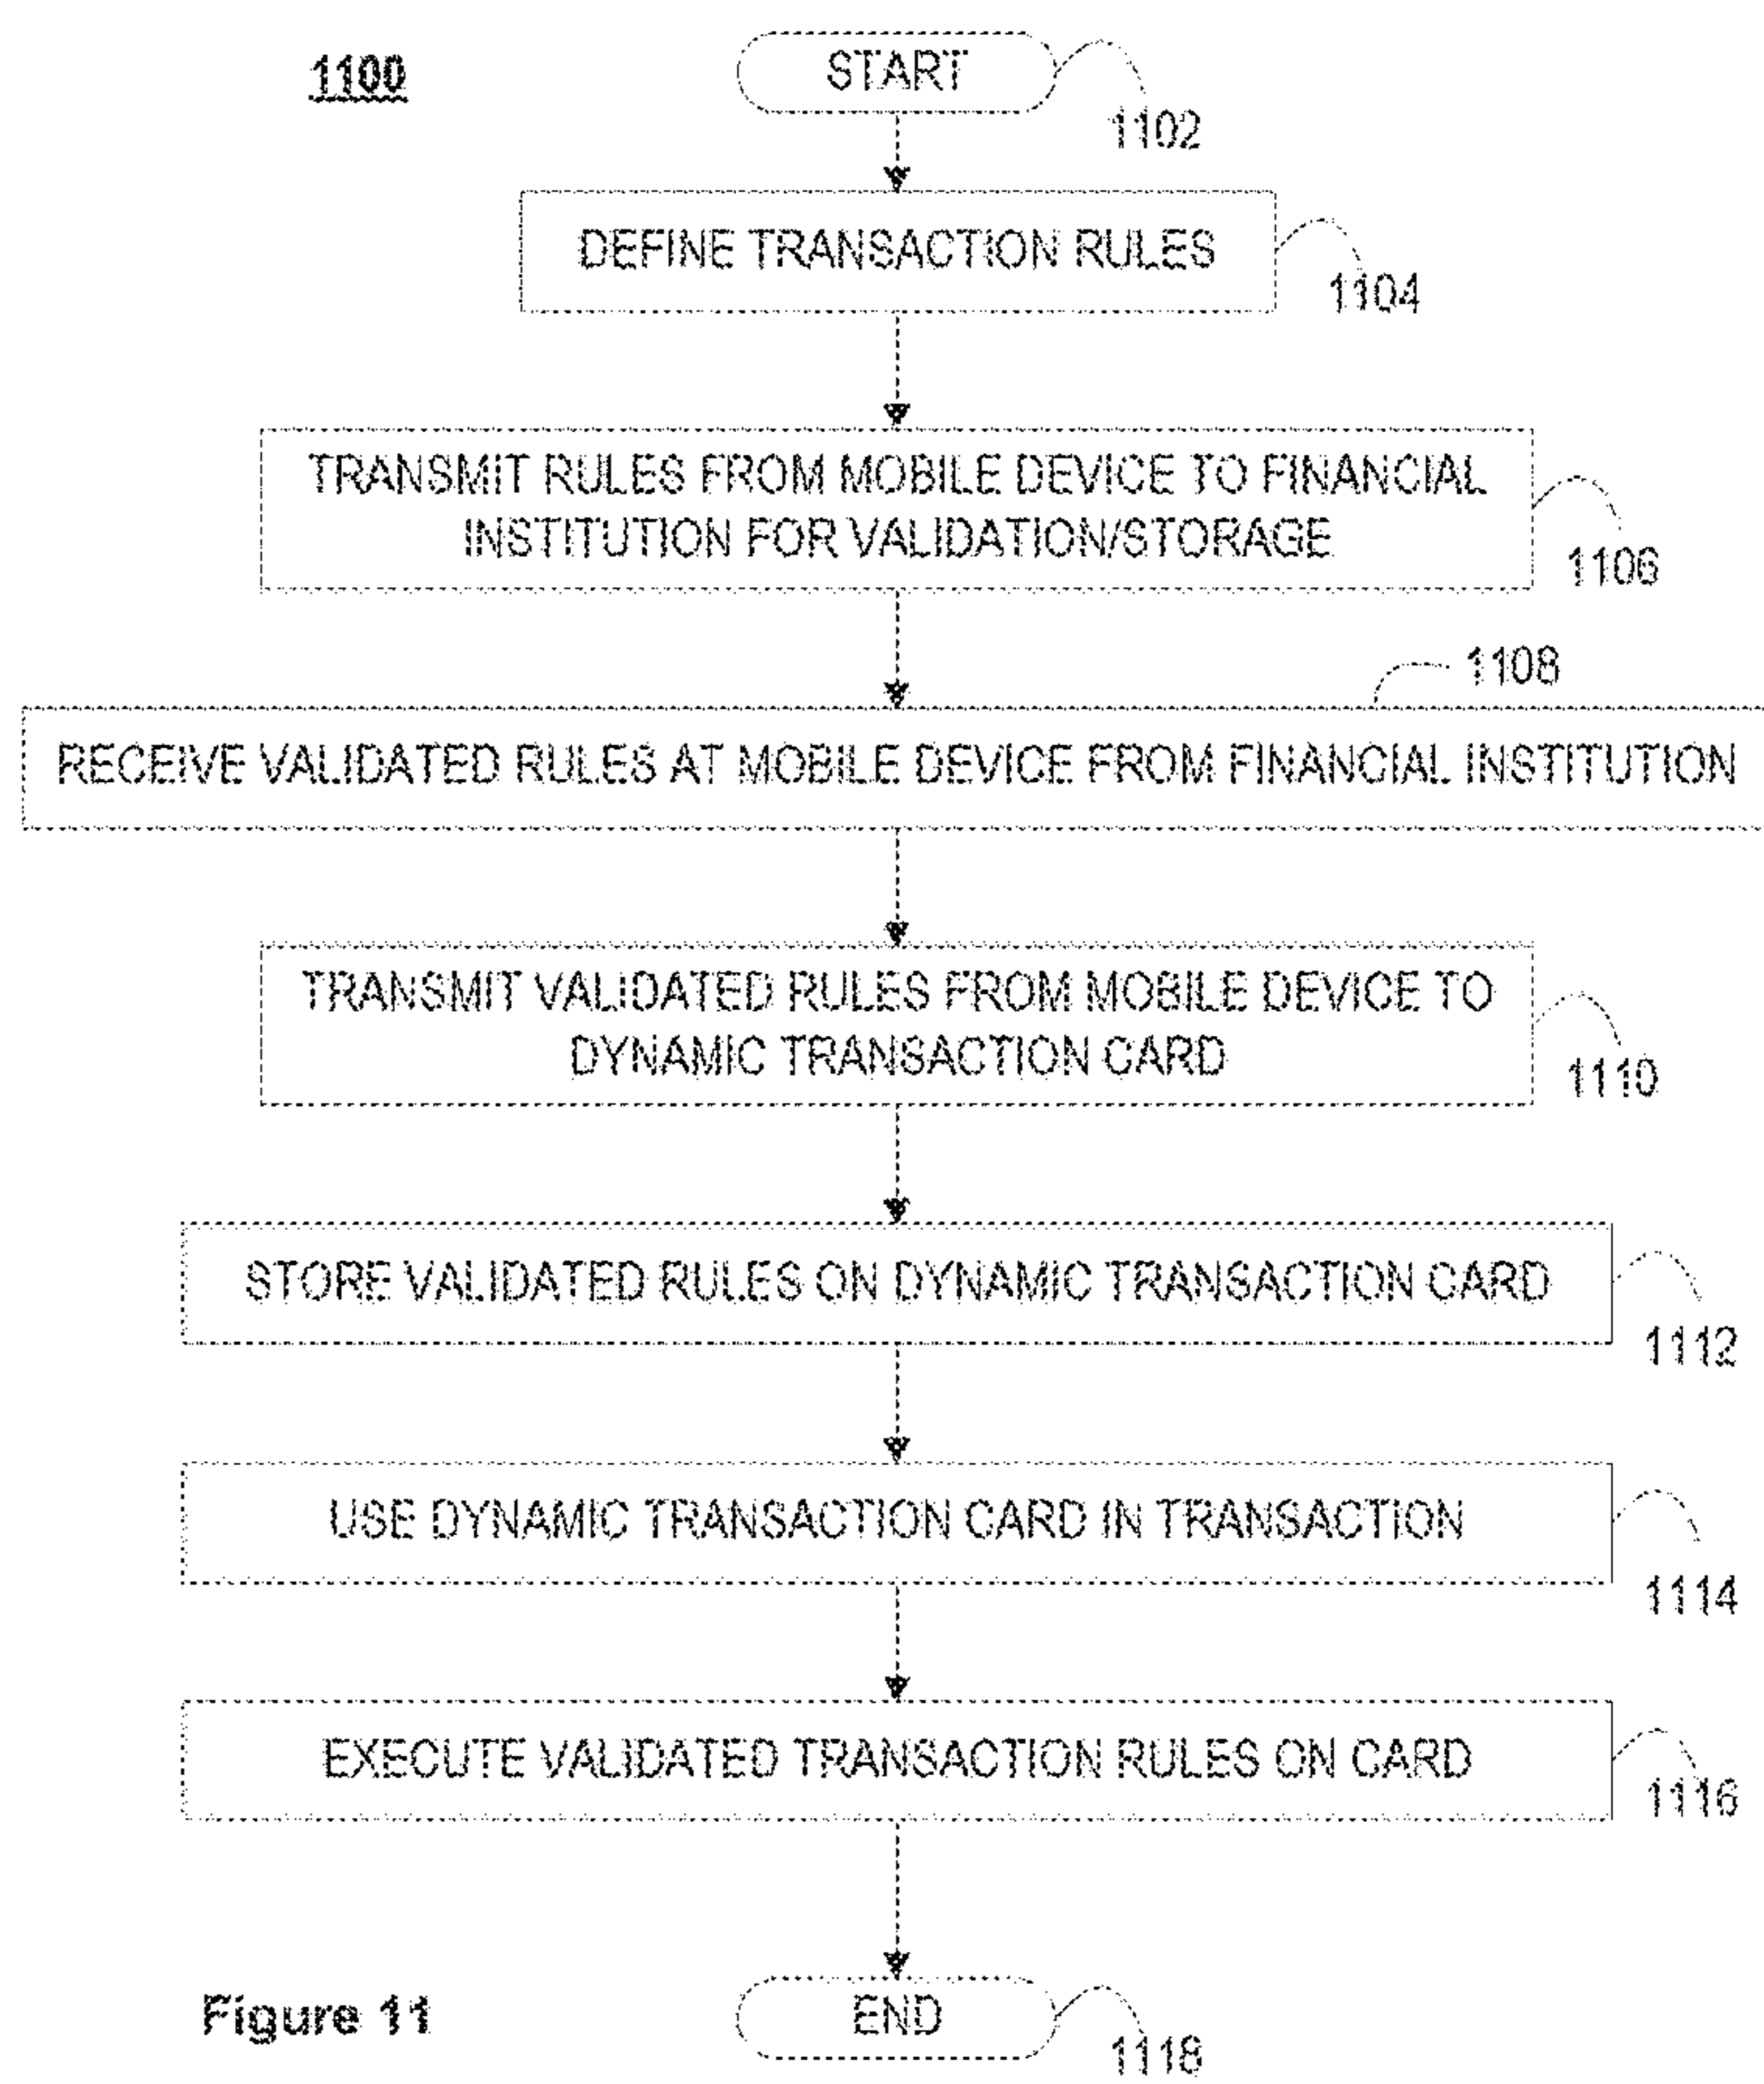 1100
START
1102
DEFINE TRANSACTION RULES
1104
TRANSMIT RULES FROM MOBILE DEVICE TO FINANCIAL
INSTITUTION FOR VALIDATION/STORAGE
1106
1108
RECEIVE VALIDATED RULES AT MOBILE DEVICE FROM FINANCIAL INSTITUTION
TRANSMIT VALIDATED RULES FROM MOBILE DEVICE TO
DYNAMIC TRANSACTION CARD
1110
STORE VALIDATED RULES ON DYNAMIC TRANSACTION CARD
1112
USE DYNAMIC TRANSACTION CARD IN TRANSACTION
1114
EXECUTE VALIDATED TRANSACTION RULES ON CARD
1116
Figure 11
END
1118